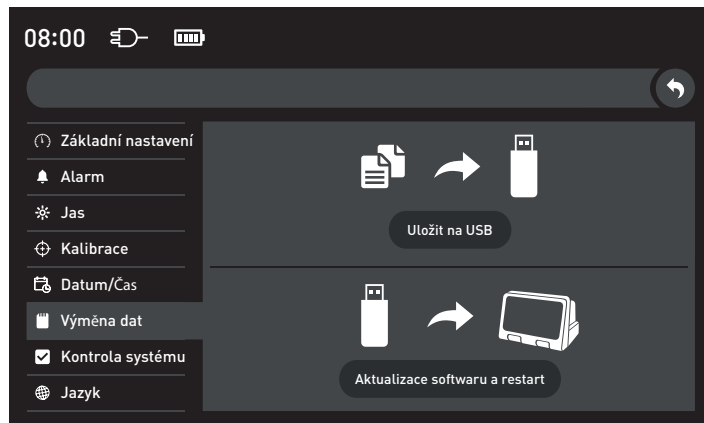 08:00
Základní nastavení
Alarm
Jas
Kalibrace
Datum/Čas
Výměna dat
Kontrola systému
Jazyk
Uložit na USB
Aktualizace softwaru a restart